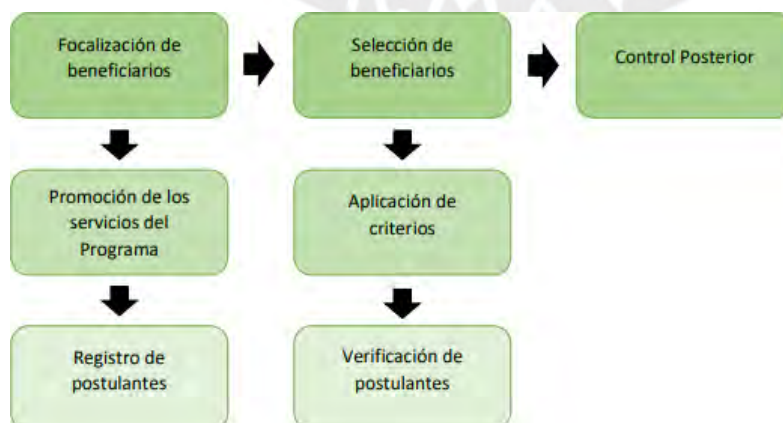 Focalización de
beneficiarios
Selección de
beneficiarios
Control Posterior
Promoción de los
servicios del
Programa
Aplicación de
criterios
Registro de
postulantes
Verificación de
postulantes